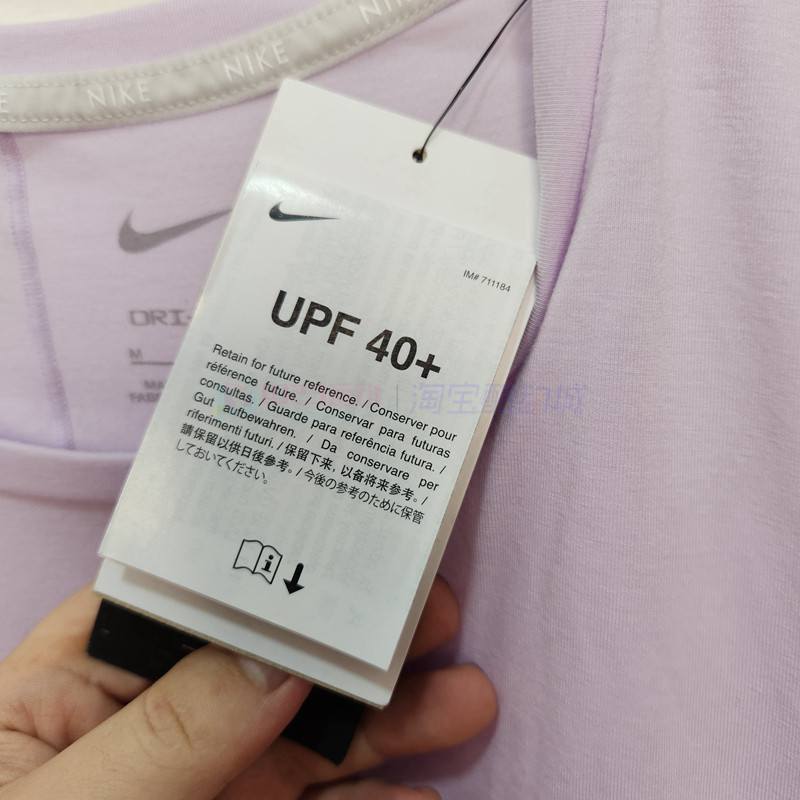 NIKE
NIKE
NIKE
IM# 711184
UPF 40+
Retain for future reference. / Conserver pour
référence future. / Conservar para futuras
consultas. / Guarde para referência futura. /
Gut aufbewahren. / Da conservare per
riferimenti futuri. / 保留下来, 以备将来参考。 /
請保留以供日後參考。 / 今後の参考のために保管
しておいてください。
DRI-
M